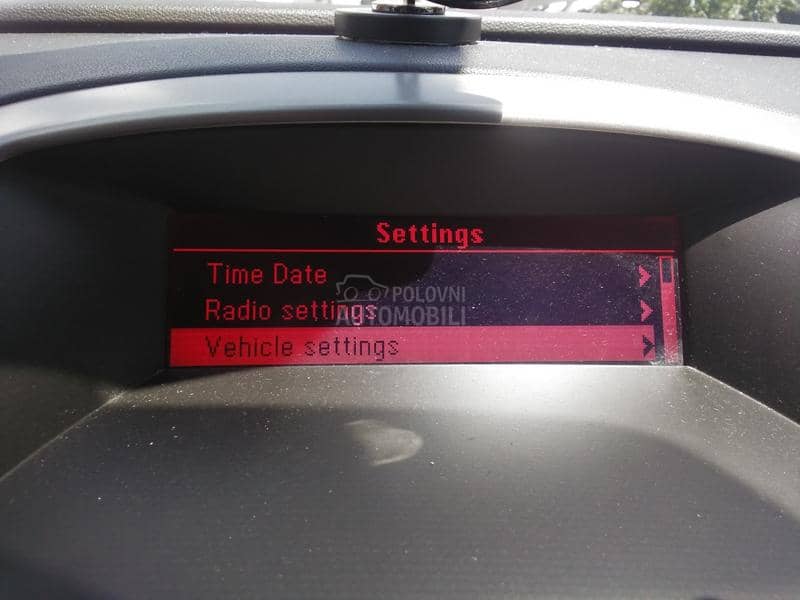 Settings
Time Date
POLOVNI
Radio settings
AUTOMOBILI
Vehicle settings